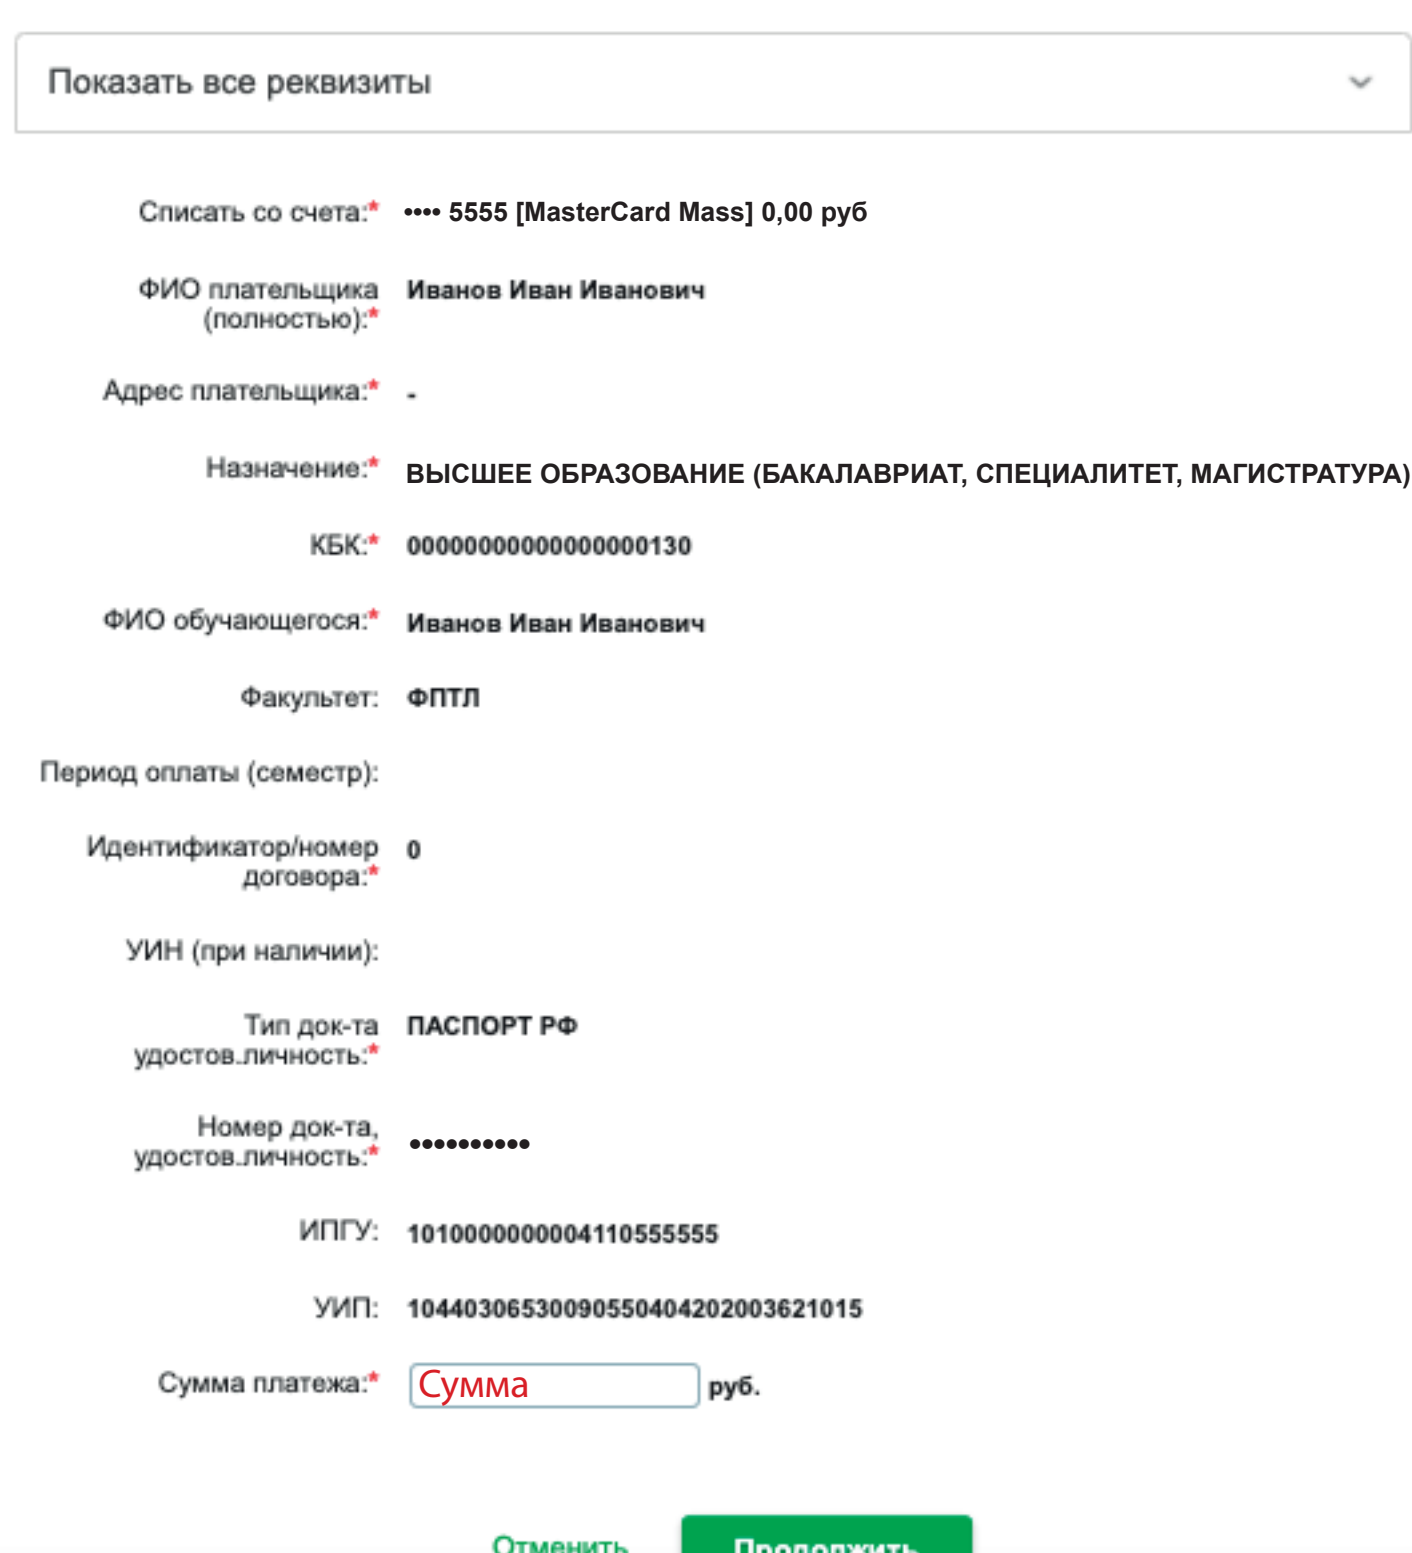 Показать все реквизиты
Списать со счета:* •••• 5555 [MasterCard Mass] 0,00 руб
ФИО плательщика Иванов Иван Иванович
(полностью):*
Адрес плательщика:* -
Назначение:* ВЫСШЕЕ ОБРАЗОВАНИЕ (БАКАЛАВРИАТ, СПЕЦИАЛИТЕТ, МАГИСТРАТУРА)
КБК:* 00000000000000000130
ФИО обучающегося:* Иванов Иван Иванович
Факультет: ФПТЛ
Период оплаты (семестр):
Идентификатор/номер 0
договора:*
УИН (при наличии):
Тип док-та ПАСПОРТ РФ
удостов.личность:*
Номер док-та, ••••••••••
удостов.личность:*
ИПГУ: 1010000000004110555555
УИП: 10440306530090550404202003621015
Сумма платежа:* Сумма руб.
Отменить Продолжить